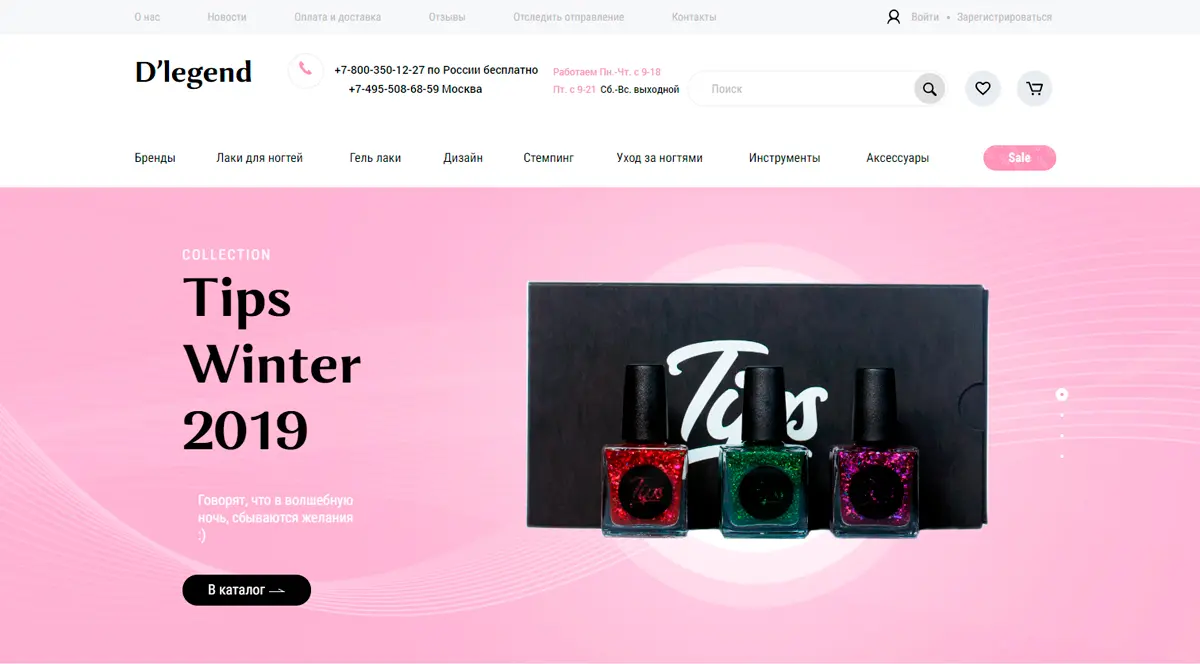 О нас Новости Оплата и доставка Отзывы Отследить отправление Контакты Войти • Зарегистрироваться
D’legend
+7-800-350-12-27 по России бесплатно
+7-495-508-68-59 Москва
Работаем Пн.-Чт. с 9-18
Пт. с 9-21 Сб.-Вс. выходной
Поиск
Бренды Лаки для ногтей Гель лаки Дизайн Стемпинг Уход за ногтями Инструменты Аксессуары Sale
COLLECTION
Tips
Winter
2019
Говорят, что в волшебную
ночь, сбываются желания
:)
В каталог
Tips
Tips